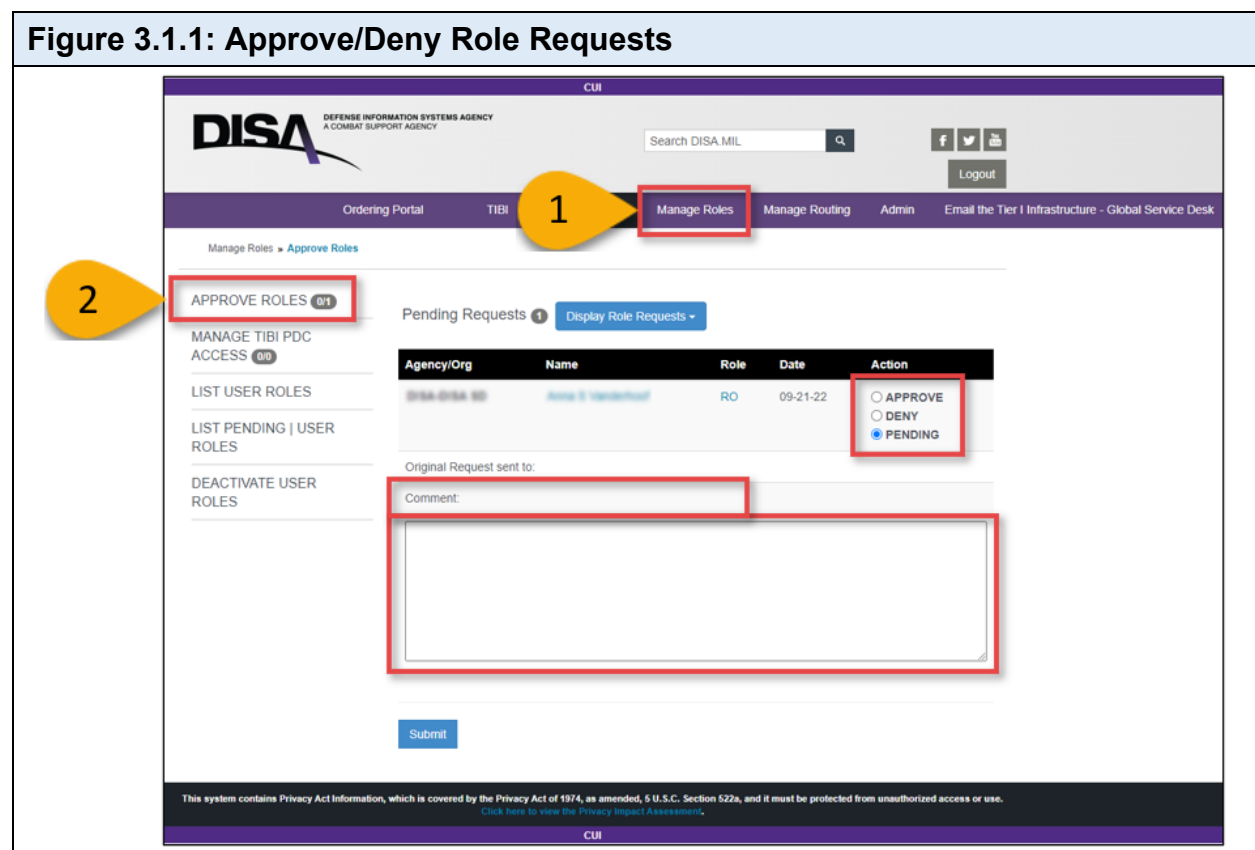 Figure 3.1.1: Approve/Deny Role Requests
CUI
DISA
DEFENSE INFORMATION SYSTEMS AGENCY
A COMBAT SUPPORT AGENCY
Search DISA.MIL
Logout
Ordering Portal TIBI 1 Manage Roles Manage Routing Admin Email the Tier I Infrastructure - Global Service Desk
Manage Roles » Approve Roles
2
APPROVE ROLES 0/1
MANAGE TIBI PDC
ACCESS 0/0
LIST USER ROLES
LIST PENDING | USER
ROLES
DEACTIVATE USER
ROLES
Pending Requests 1 Display Role Requests
Agency/Org Name Role Date Action
RO 09-21-22
APPROVE
DENY
PENDING
Original Request sent to:
Comment:
Submit
This system contains Privacy Act Information, which is covered by the Privacy Act of 1974, as amended, 5 U.S.C. Section 522a, and it must be protected from unauthorized access or use.
Click here to view the Privacy Impact Assessment.
CUI